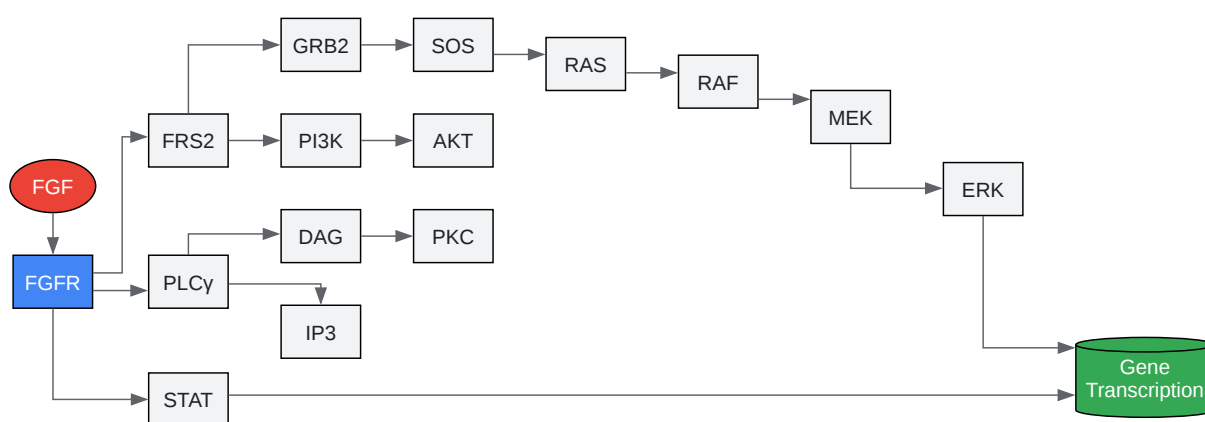 GRB2
SOS
RAS
RAF
MEK
FRS2
PI3K
AKT
FGF
ERK
DAG
PKC
FGFR
PLCγ
IP3
Gene
Transcription
STAT